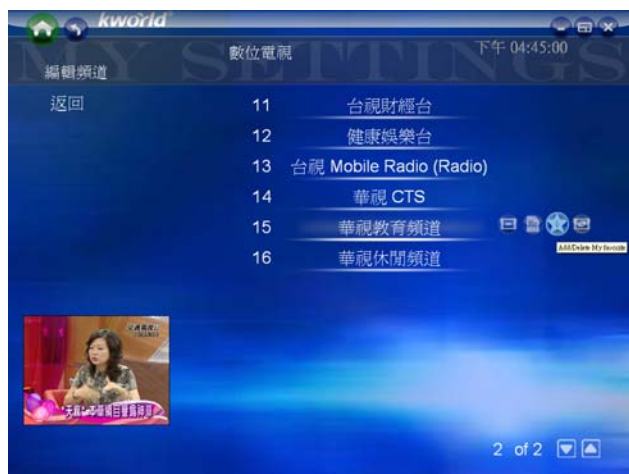 kworld
數位電視
下午 04:45:00
MY SETTINGS
編輯頻道
返回
11 台視財經台
12 健康娛樂台
13 台視 Mobile Radio (Radio)
14 華視 CTS
15 華視教育頻道
Add/Delete My favorite
16 華視休閒頻道
2 of 2